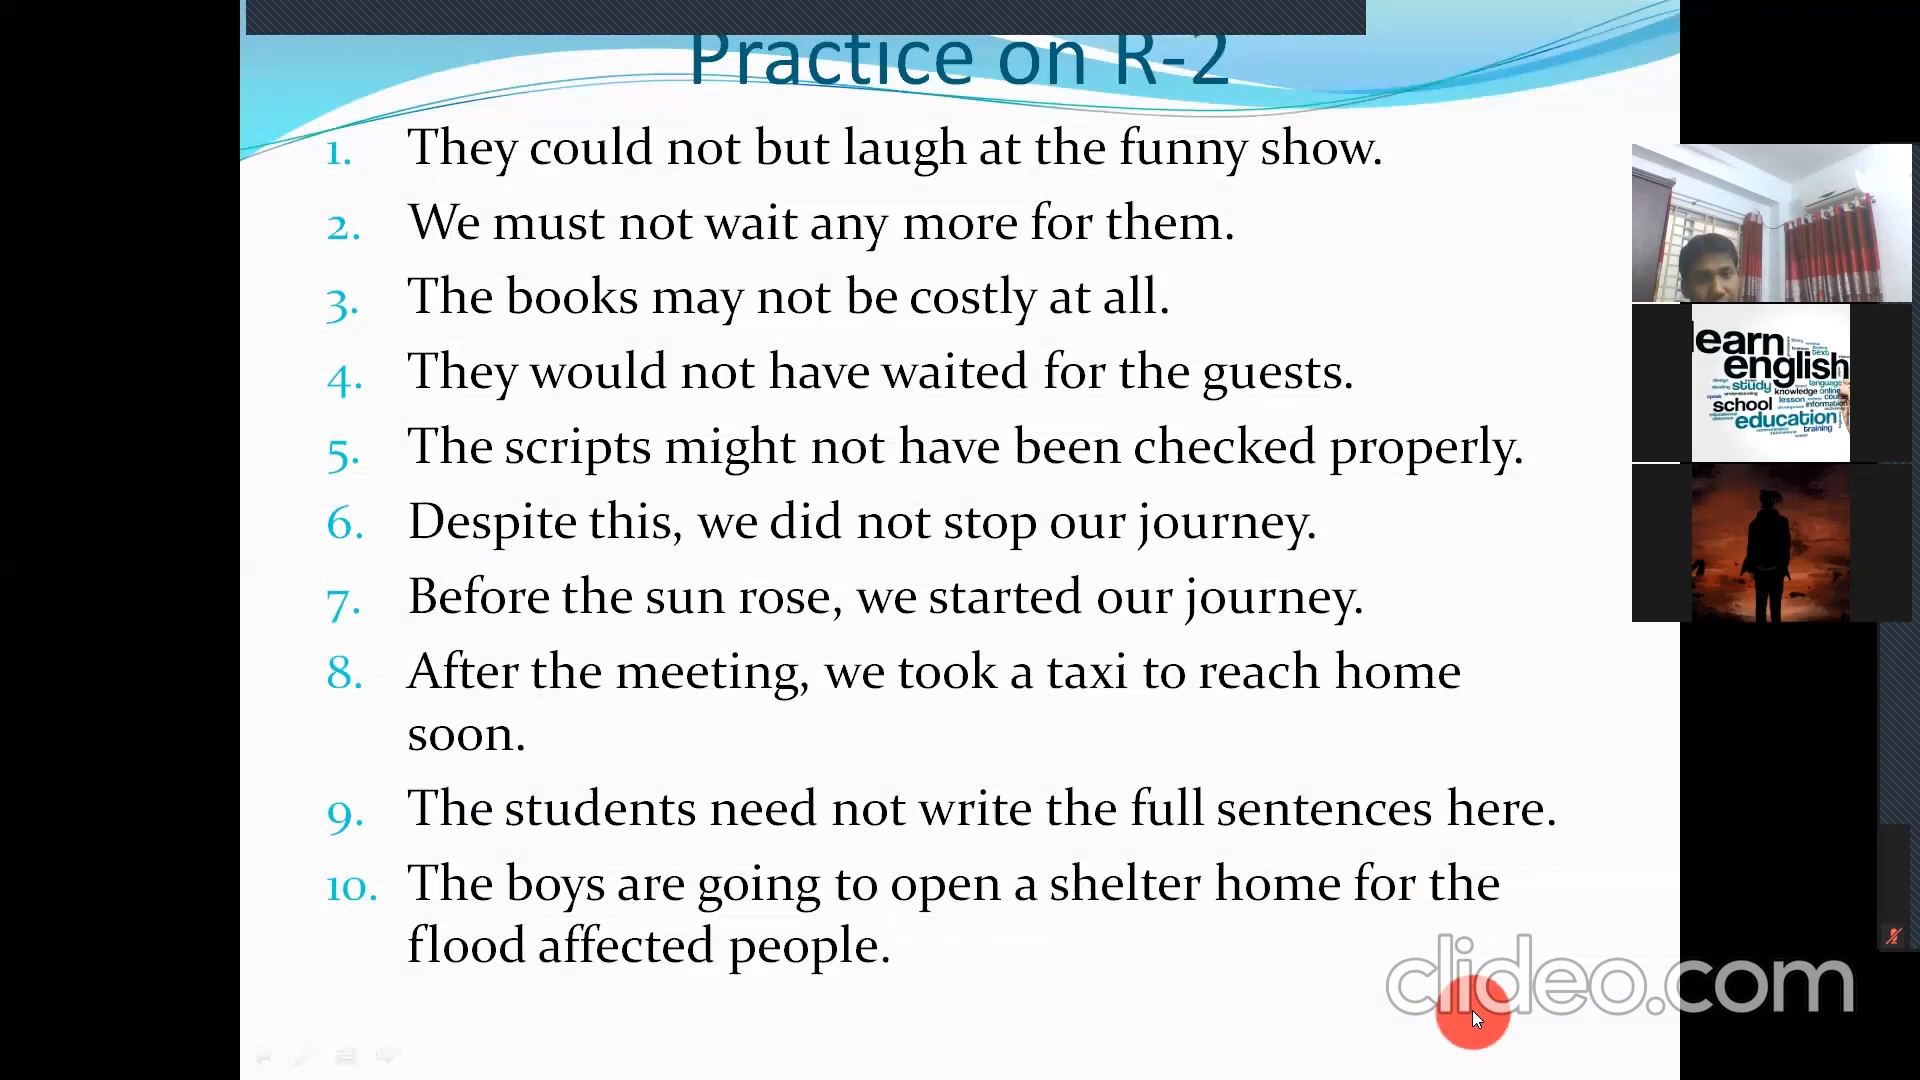 Practice on R-2
1. They could not but laugh at the funny show.
2. We must not wait any more for them.
3. The books may not be costly at all.
4. They would not have waited for the guests.
5. The scripts might not have been checked properly.
6. Despite this, we did not stop our journey.
7. Before the sun rose, we started our journey.
8. After the meeting, we took a taxi to reach home
soon.
9. The students need not write the full sentences here.
10. The boys are going to open a shelter home for the
flood affected people.
earn
english
study
knowledge
school
education
training
clideo.com